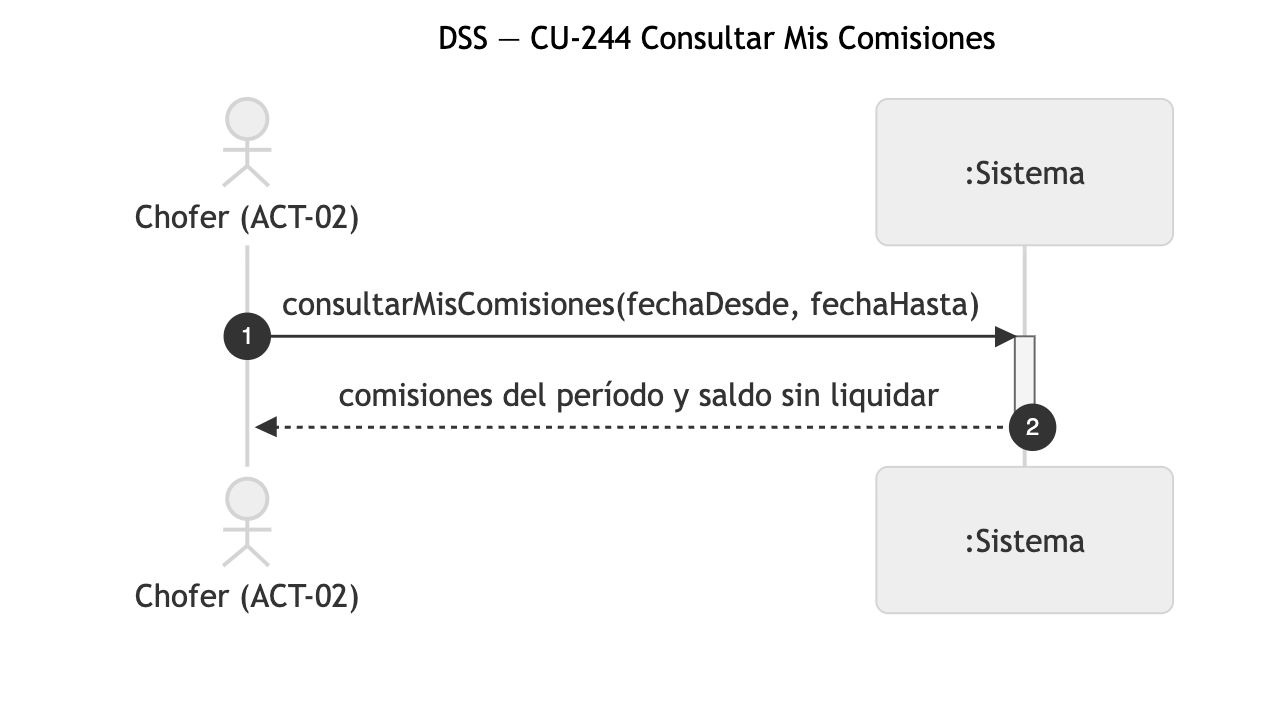 DSS — CU-244 Consultar Mis Comisiones
Chofer (ACT-02)
:Sistema
consultarMisComisiones(fechaDesde, fechaHasta)
1
comisiones del período y saldo sin liquidar
2
Chofer (ACT-02)
:Sistema